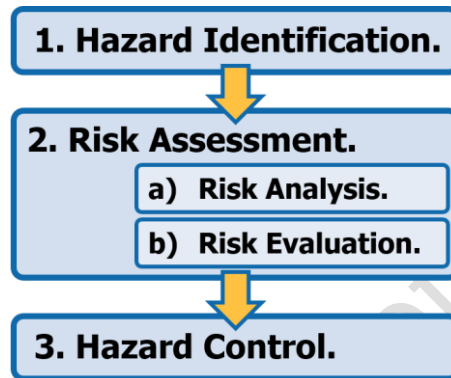 1. Hazard Identification.
2. Risk Assessment.
a) Risk Analysis.
b) Risk Evaluation.
3. Hazard Control.